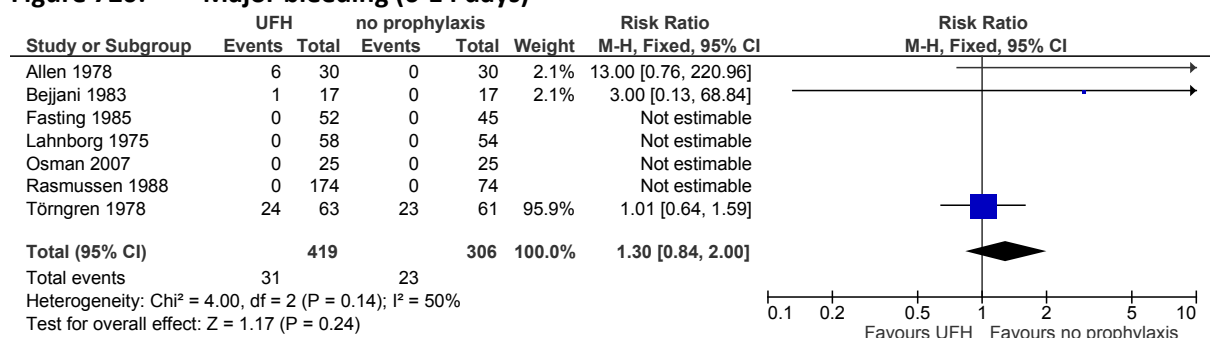 Major bleeding
UFH no prophylaxis Risk Ratio Risk Ratio
Study or Subgroup Events Total Events Total Weight M-H, Fixed, 95% CI M-H, Fixed, 95% CI
Allen 1978 6 30 0 30 2.1% 13.00 [0.76, 220.96]
Bejjani 1983 1 17 0 17 2.1% 3.00 [0.13, 68.84]
Fasting 1985 0 52 0 45 Not estimable
Lahnborg 1975 0 58 0 54 Not estimable
Osman 2007 0 25 0 25 Not estimable
Rasmussen 1988 0 174 0 74 Not estimable
Törngren 1978 24 63 23 61 95.9% 1.01 [0.64, 1.59]
Total (95% CI) 419 306 100.0% 1.30 [0.84, 2.00]
Total events 31 23
Heterogeneity: Chi² = 4.00, df = 2 (P = 0.14); I² = 50%
Test for overall effect: Z = 1.17 (P = 0.24)
0.1 0.2 0.5 1 2 5 10
Favours UFH Favours no prophylaxis